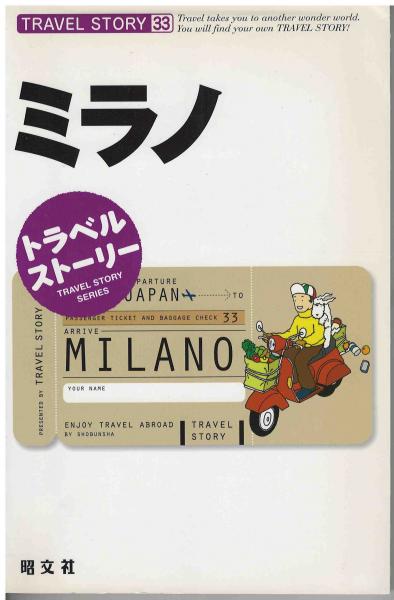 TRAVEL STORY 33
Travel takes you to another wonder world.
You will find your own TRAVEL STORY!
ミラノ
トラベル
ストーリー
TRAVEL STORY
SERIES
PARTURE
JAPAN
TO
PASSENGER TICKET AND BAGGAGE CHECK 33
ARRIVE
MILANO
YOUR NAME
ENJOY TRAVEL ABROAD
BY SHOBUNSHA
TRAVEL
STORY
PRESENTED BY TRAVEL STORY
昭文社